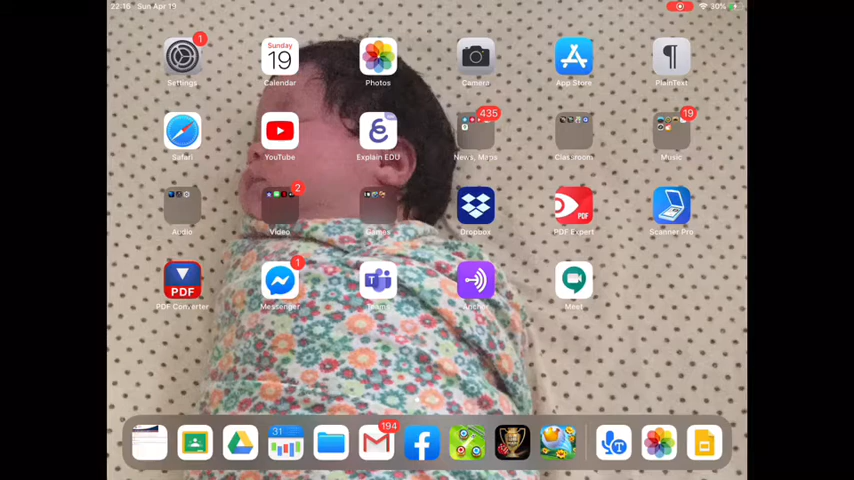 22:16 Sun Apr 19
30%
1
Sunday
19
Settings
Calendar
Photos
Camera
App Store
PlainText
435
19
Safari
YouTube
Explain EDU
News, Maps
Classroom
Music
2
PDF
Audio
Video
Games
Dropbox
PDF Expert
Scanner Pro
1
PDF
PDF Converter
Messenger
Teams
Anchor
Meet
31
194
T